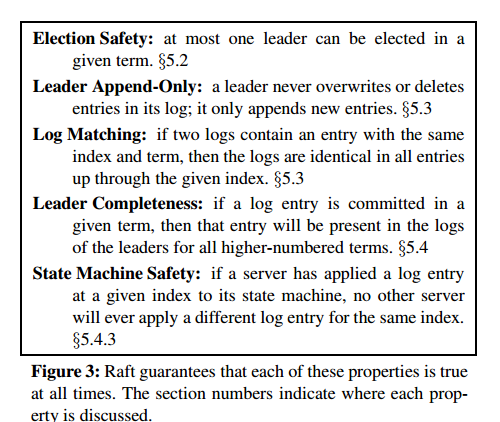 Election Safety: at most one leader can be elected in a
given term. §5.2
Leader Append-Only: a leader never overwrites or deletes
entries in its log; it only appends new entries. §5.3
Log Matching: if two logs contain an entry with the same
index and term, then the logs are identical in all entries
up through the given index. §5.3
Leader Completeness: if a log entry is committed in a
given term, then that entry will be present in the logs
of the leaders for all higher-numbered terms. §5.4
State Machine Safety: if a server has applied a log entry
at a given index to its state machine, no other server
will ever apply a different log entry for the same index.
§5.4.3
Figure 3: Raft guarantees that each of these properties is true
at all times. The section numbers indicate where each prop-
erty is discussed.